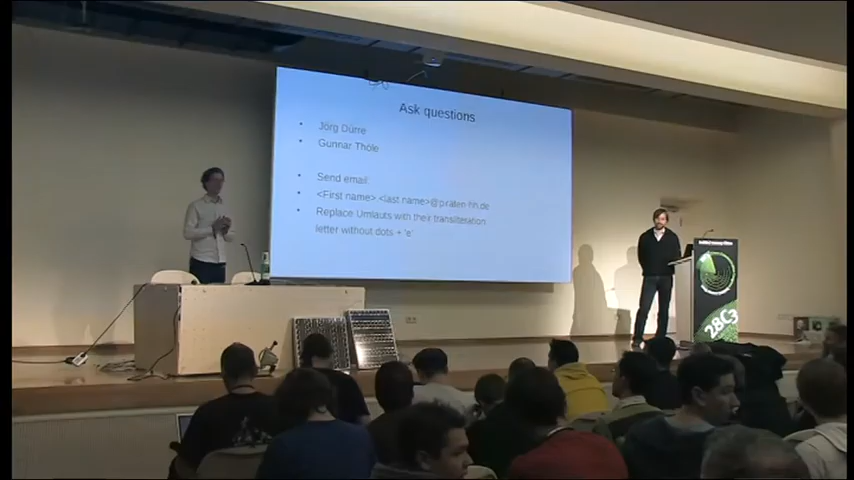 Ask questions
• Jörg Dürre
• Gunnar Thöle
• Send email:
• <First name>.<last name>@piraten-hh.de
• Replace Umlauts with their transliteration:
letter without dots + 'e'
28C3